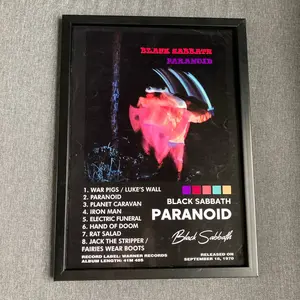 BLACK SABBATH
PARANOID
1. WAR PIGS / LUKE'S WALL
2. PARANOID
3. PLANET CARAVAN
4. IRON MAN
5. ELECTRIC FUNERAL
6. HAND OF DOOM
7. RAT SALAD
8. JACK THE STRIPPER /
FAIRIES WEAR BOOTS
BLACK SABBATH
PARANOID
Black Sabbath
RECORD LABEL: WARNER RECORDS
ALBUM LENGTH: 41M 48S
RELEASED ON
SEPTEMBER 18, 1970